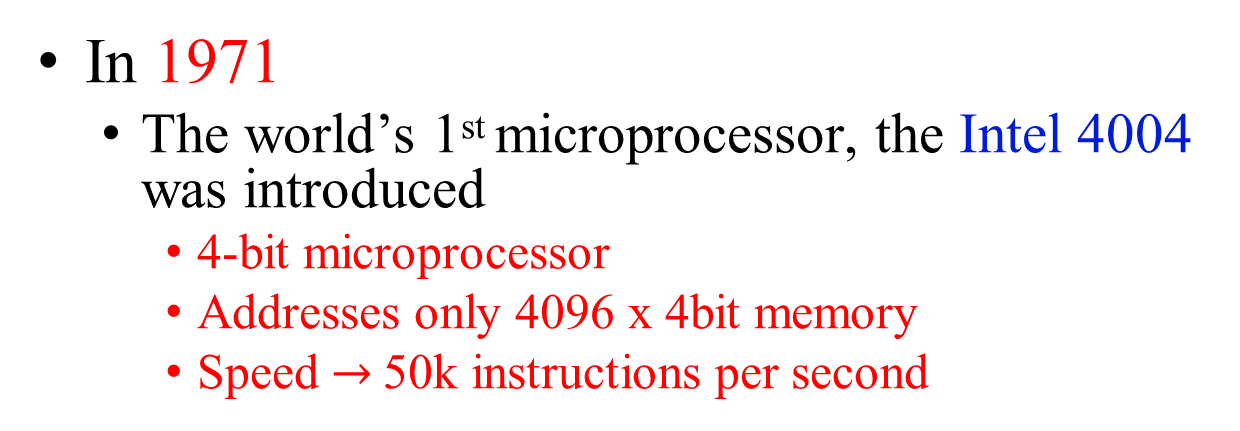 • In 1971
• The world’s 1st microprocessor, the Intel 4004
was introduced
• 4-bit microprocessor
• Addresses only 4096 x 4bit memory
• Speed → 50k instructions per second